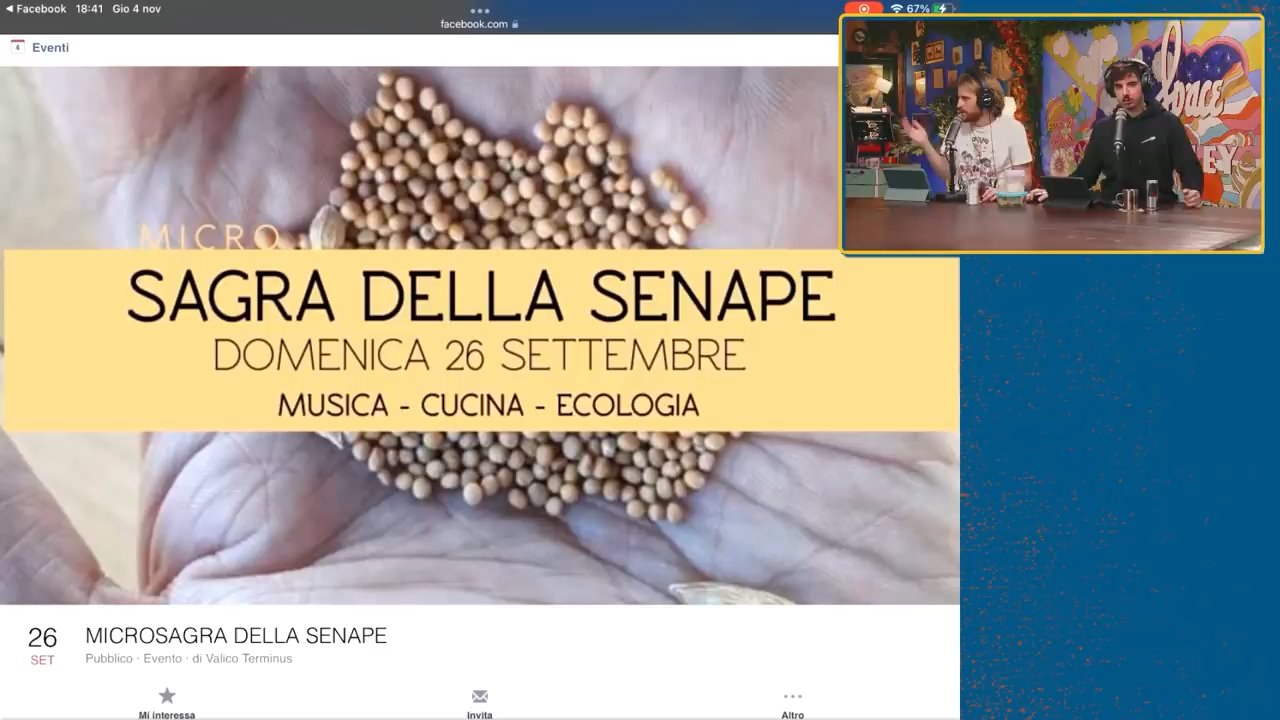 Facebook 18:41 Gio 4 nov
facebook.com
67%
4 Eventi
MICRO
SAGRA DELLA SENAPE
DOMENICA 26 SETTEMBRE
MUSICA - CUCINA - ECOLOGIA
26
SET
MICROSAGRA DELLA SENAPE
Pubblico · Evento · di Valico Terminus
Mi interessa
Invita
Altro